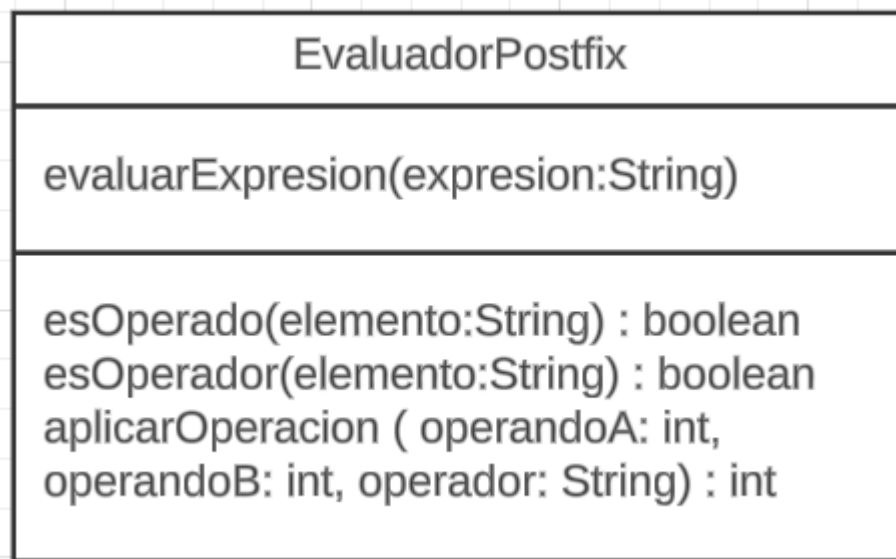 EvaluadorPostfix
evaluarExpresion(expresion:String)
esOperado(elemento:String) : boolean
esOperador(elemento:String) : boolean
aplicarOperacion ( operandoA: int,
operandoB: int, operador: String) : int